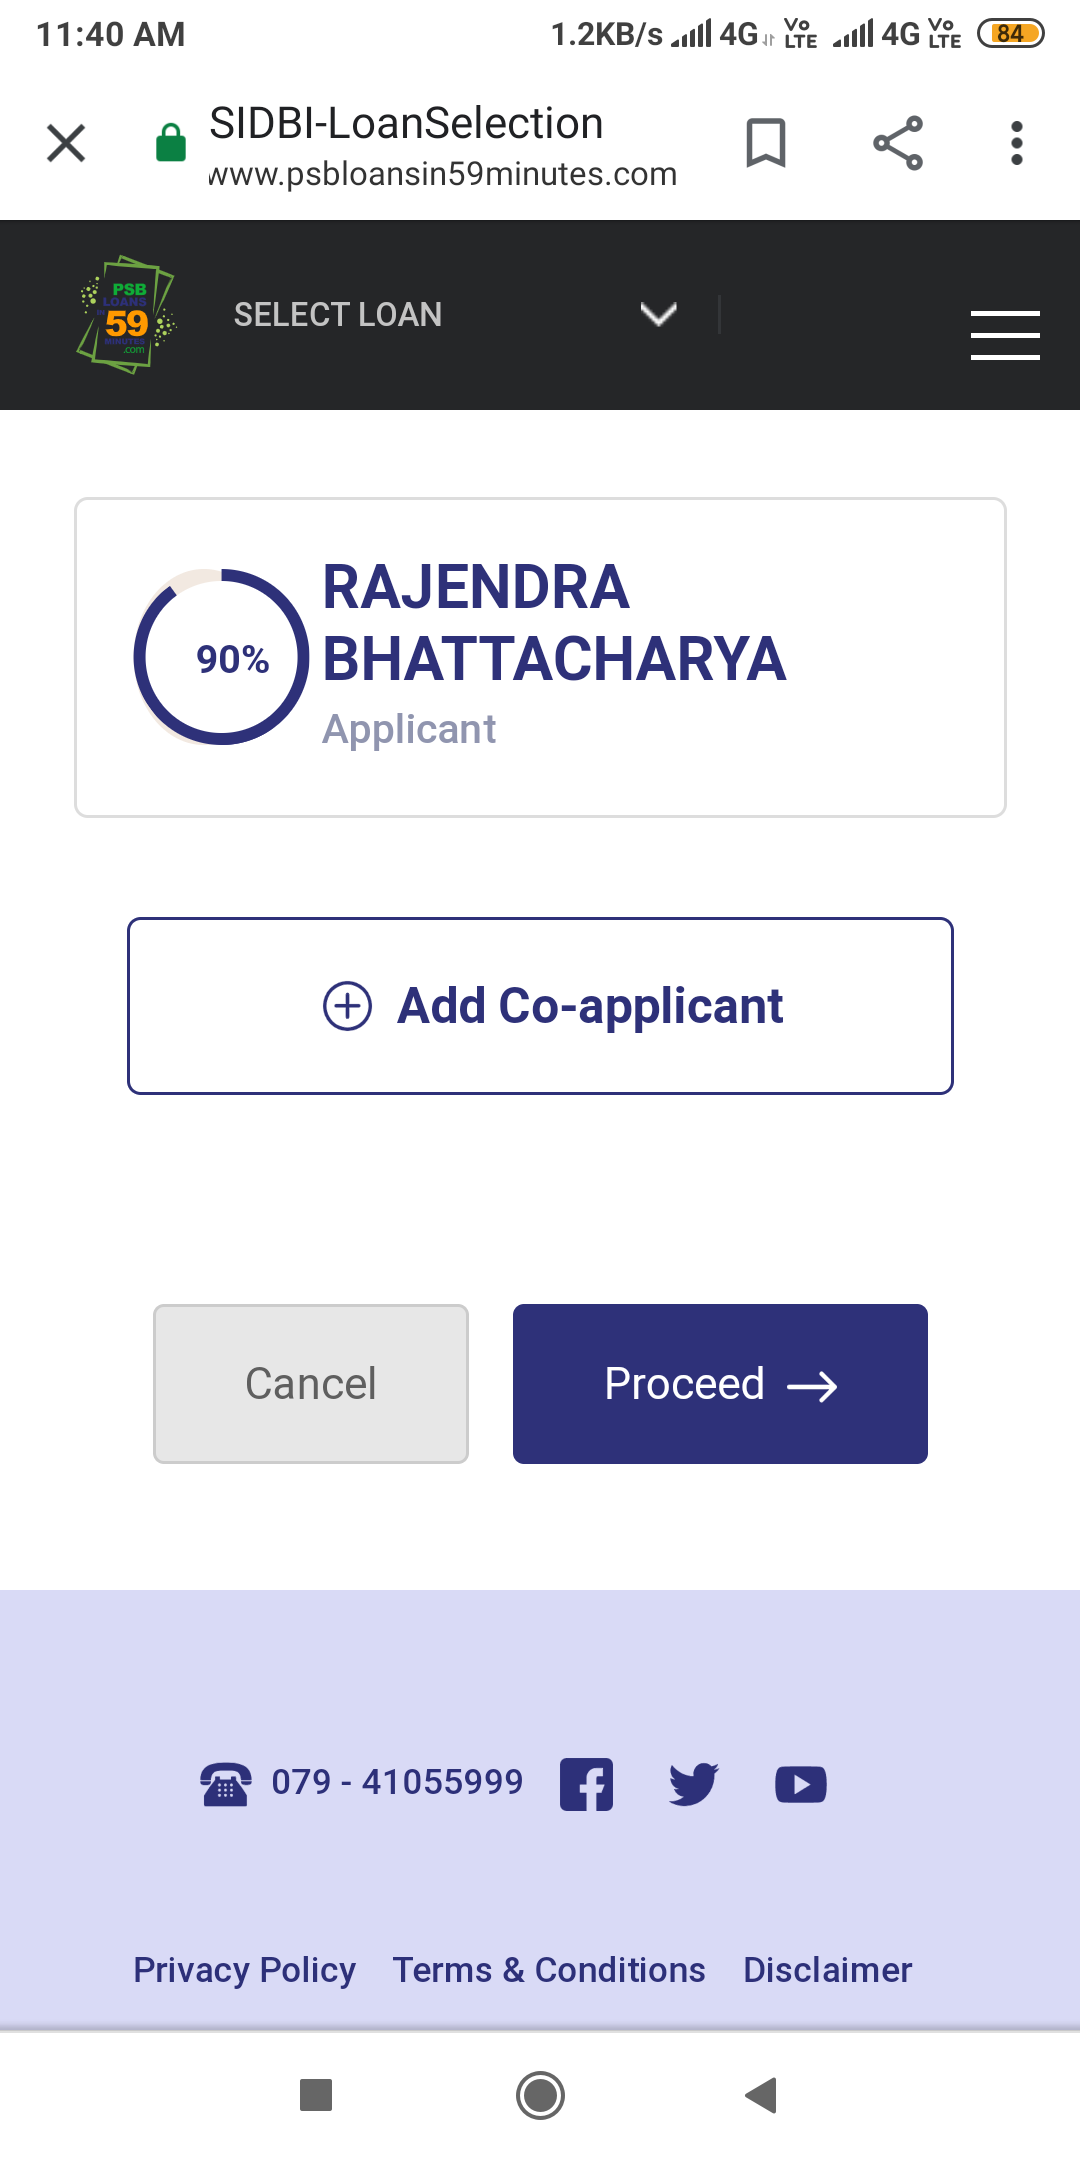 11:40 AM 1.2KB/s 4G Vo LTE 4G Vo LTE 84
SIDBI-LoanSelection
www.psbloansin59minutes.com
PSB
LOANS
IN
59
MINUTES
.com
SELECT LOAN
90%
RAJENDRA
BHATTACHARYA
Applicant
Add Co-applicant
Cancel Proceed
079 - 41055999
Privacy Policy Terms & Conditions Disclaimer